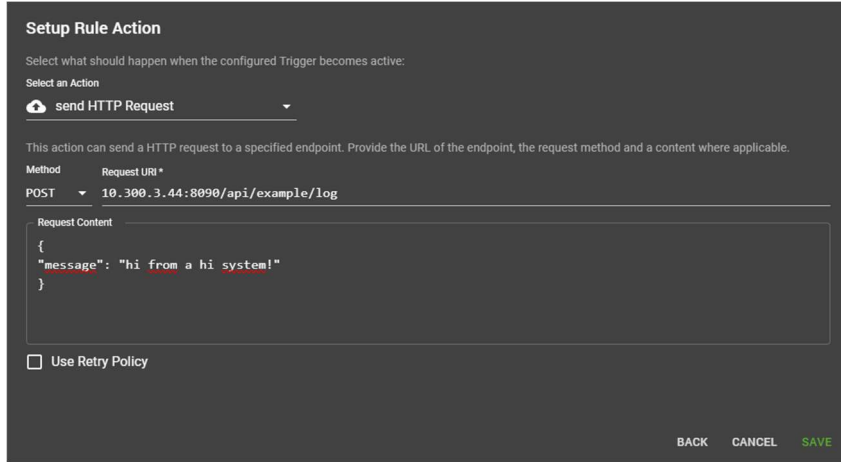 Setup Rule Action
Select what should happen when the configured Trigger becomes active:
Select an Action
send HTTP Request
This action can send a HTTP request to a specified endpoint. Provide the URL of the endpoint, the request method and a content where applicable.
Method Request URI *
POST 10.300.3.44:8090/api/example/log
Request Content
{
"message": "hi from a hi system!"
}
Use Retry Policy
BACK CANCEL SAVE